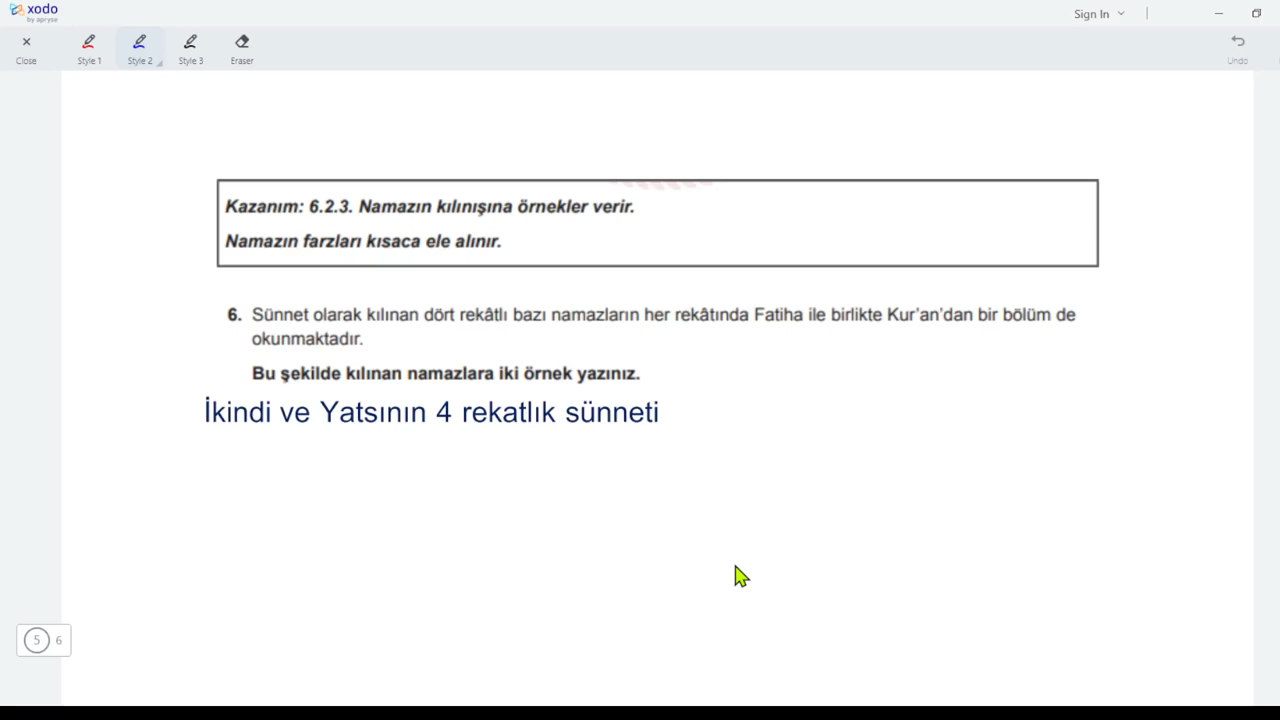 xodo
by apryse
Sign In
Close
Style 1
Style 2
Style 3
Eraser
Undo
Kazanım: 6.2.3. Namazın kılınışına örnekler verir.
Namazın farzları kısaca ele alınır.
6. Sünnet olarak kılınan dört rekâtlı bazı namazların her rekâtında Fatiha ile birlikte Kur'an'dan bir bölüm de
okunmaktadır.
Bu şekilde kılınan namazlara iki örnek yazınız.
İkindi ve Yatsının 4 rekatlık sünneti
5 6